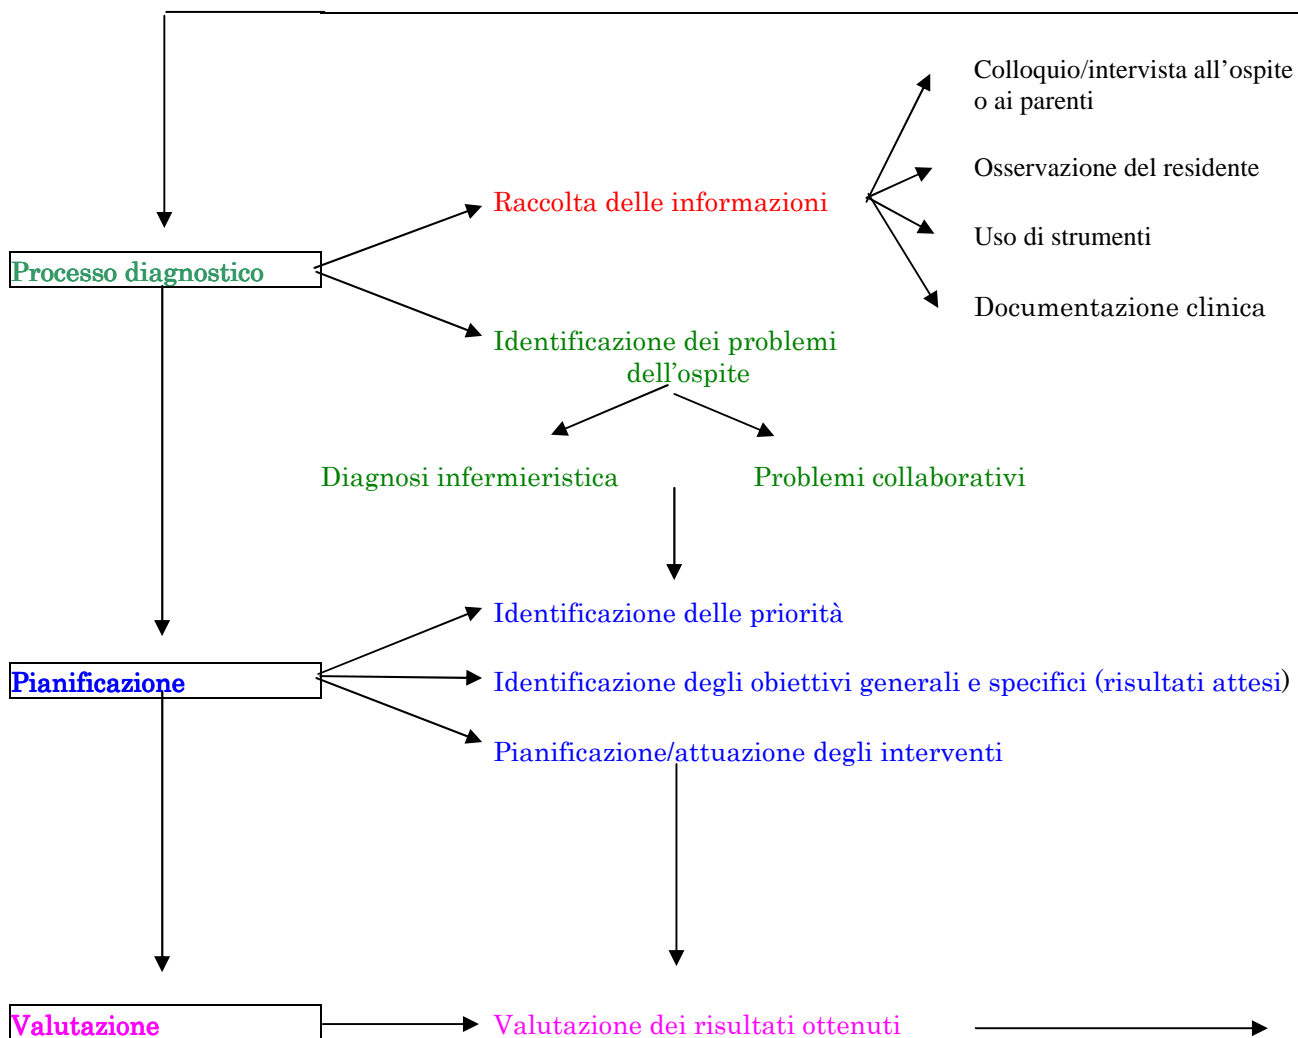 Colloquio/intervista all’ospite
o ai parenti
Osservazione del residente
Raccolta delle informazioni
Uso di strumenti
Processo diagnostico
Documentazione clinica
Identificazione dei problemi
dell’ospite
Diagnosi infermieristica
Problemi collaborativi
Identificazione delle priorità
Pianificazione
Identificazione degli obiettivi generali e specifici (risultati attesi)
Pianificazione/attuazione degli interventi
Valutazione
Valutazione dei risultati ottenuti